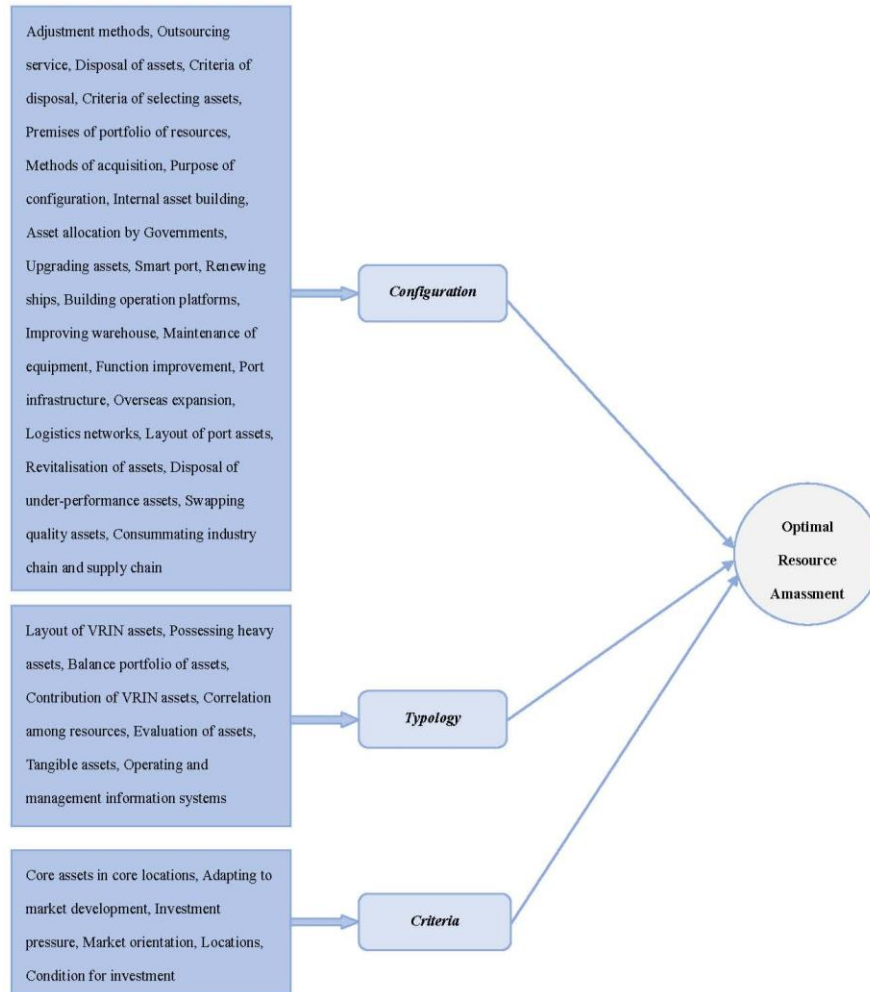 Adjustment methods, Outsourcing
service, Disposal of assets, Criteria of
disposal, Criteria of selecting assets,
Premises of portfolio of resources,
Methods of acquisition, Purpose of
configuration, Internal asset building,
Asset allocation by Governments,
Upgrading assets, Smart port, Renewing
ships, Building operation platforms,
Improving warehouse, Maintenance of
equipment, Function improvement, Port
infrastructure, Overseas expansion,
Logistics networks, Layout of port assets,
Revitalisation of assets, Disposal of
under-performance assets, Swapping
quality assets, Consummating industry
chain and supply chain
Configuration
Optimal
Resource
Amassment
Layout of VRIN assets, Possessing heavy
assets, Balance portfolio of assets,
Contribution of VRIN assets, Correlation
among resources, Evaluation of assets,
Tangible assets, Operating and
management information systems
Typology
Core assets in core locations, Adapting to
market development, Investment
pressure, Market orientation, Locations,
Condition for investment
Criteria